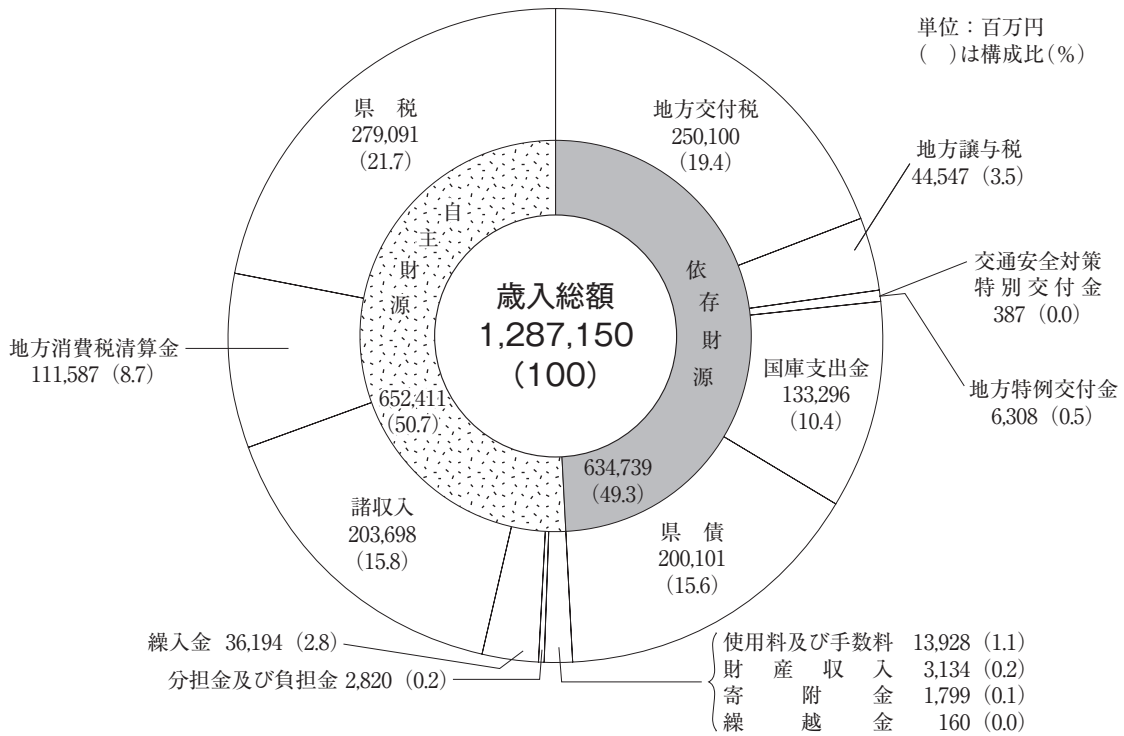 単位：百万円
(　)は構成比(%)
県　税
279,091
(21.7)
地方交付税
250,100
(19.4)
地方譲与税
44,547 (3.5)
交通安全対策
特別交付金
387 (0.0)
地方特例交付金
6,308 (0.5)
国庫支出金
133,296
(10.4)
自主財源
652,411
(50.7)
依存財源
634,739
(49.3)
歳入総額
1,287,150
(100)
地方消費税清算金
111,587 (8.7)
諸収入
203,698
(15.8)
県　債
200,101
(15.6)
繰入金 36,194 (2.8)
分担金及び負担金 2,820 (0.2)
使用料及び手数料 13,928 (1.1)
財産収入 3,134 (0.2)
寄附金 1,799 (0.1)
繰越金 160 (0.0)